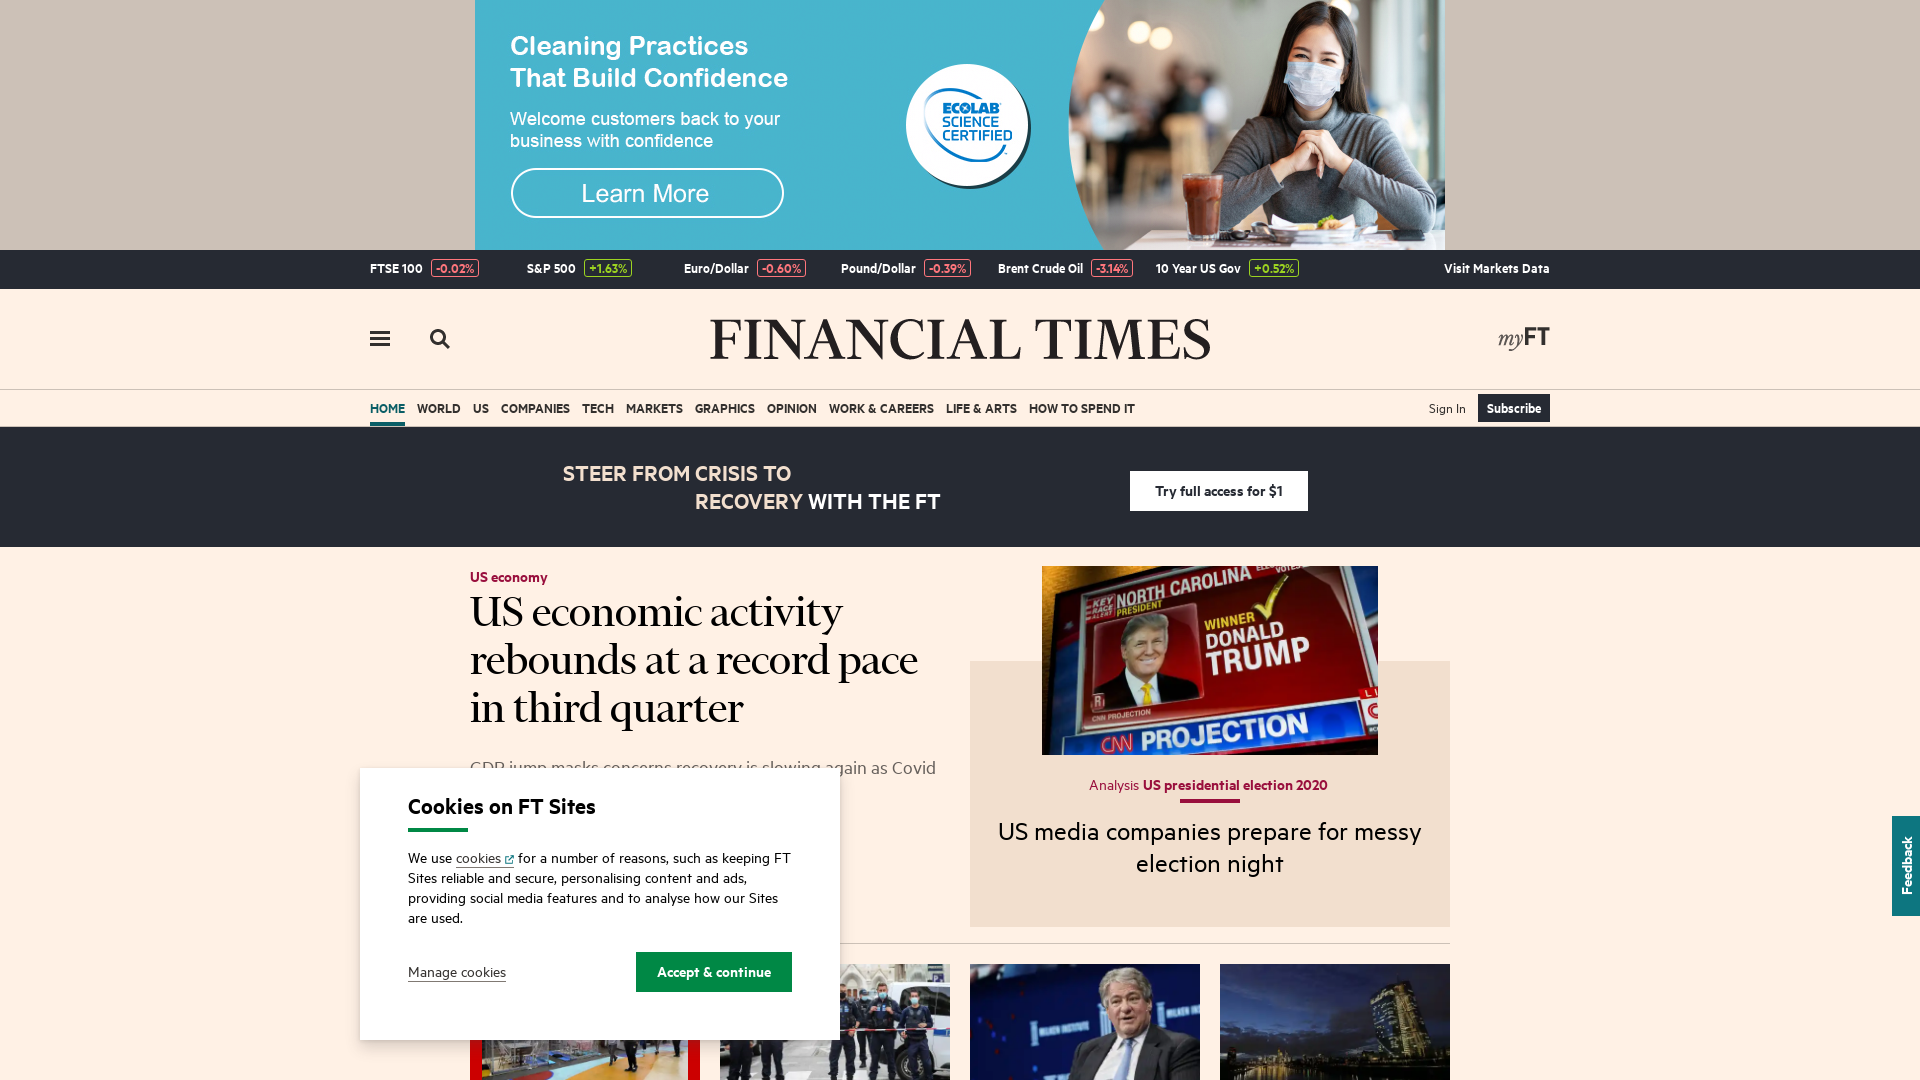 Cleaning Practices
That Build Confidence
Welcome customers back to your
business with confidence
Learn More
ECOLAB
SCIENCE
CERTIFIED
FTSE 100 -0.02% S&P 500 +1.63% Euro/Dollar -0.60% Pound/Dollar -0.39% Brent Crude Oil -3.14% 10 Year US Gov +0.52% Visit Markets Data
FINANCIAL TIMES
myFT
HOME WORLD US COMPANIES TECH MARKETS GRAPHICS OPINION WORK & CAREERS LIFE & ARTS HOW TO SPEND IT Sign In Subscribe
STEER FROM CRISIS TO
RECOVERY WITH THE FT
Try full access for $1
US economy
US economic activity
rebounds at a record pace
in third quarter
GDP jump masks concerns recovery is slowing again as Covid
KEY
RACE
ALERT
NORTH CAROLINA
PRESIDENT
VOTES
WINNER
DONALD
TRUMP
R
CNN PROJECTION
CNN PROJECTION
Analysis US presidential election 2020
US media companies prepare for messy
election night
Feedback
Cookies on FT Sites
We use cookies for a number of reasons, such as keeping FT
Sites reliable and secure, personalising content and ads,
providing social media features and to analyse how our Sites
are used.
Manage cookies
Accept & continue
MILKEN INSTITUTE